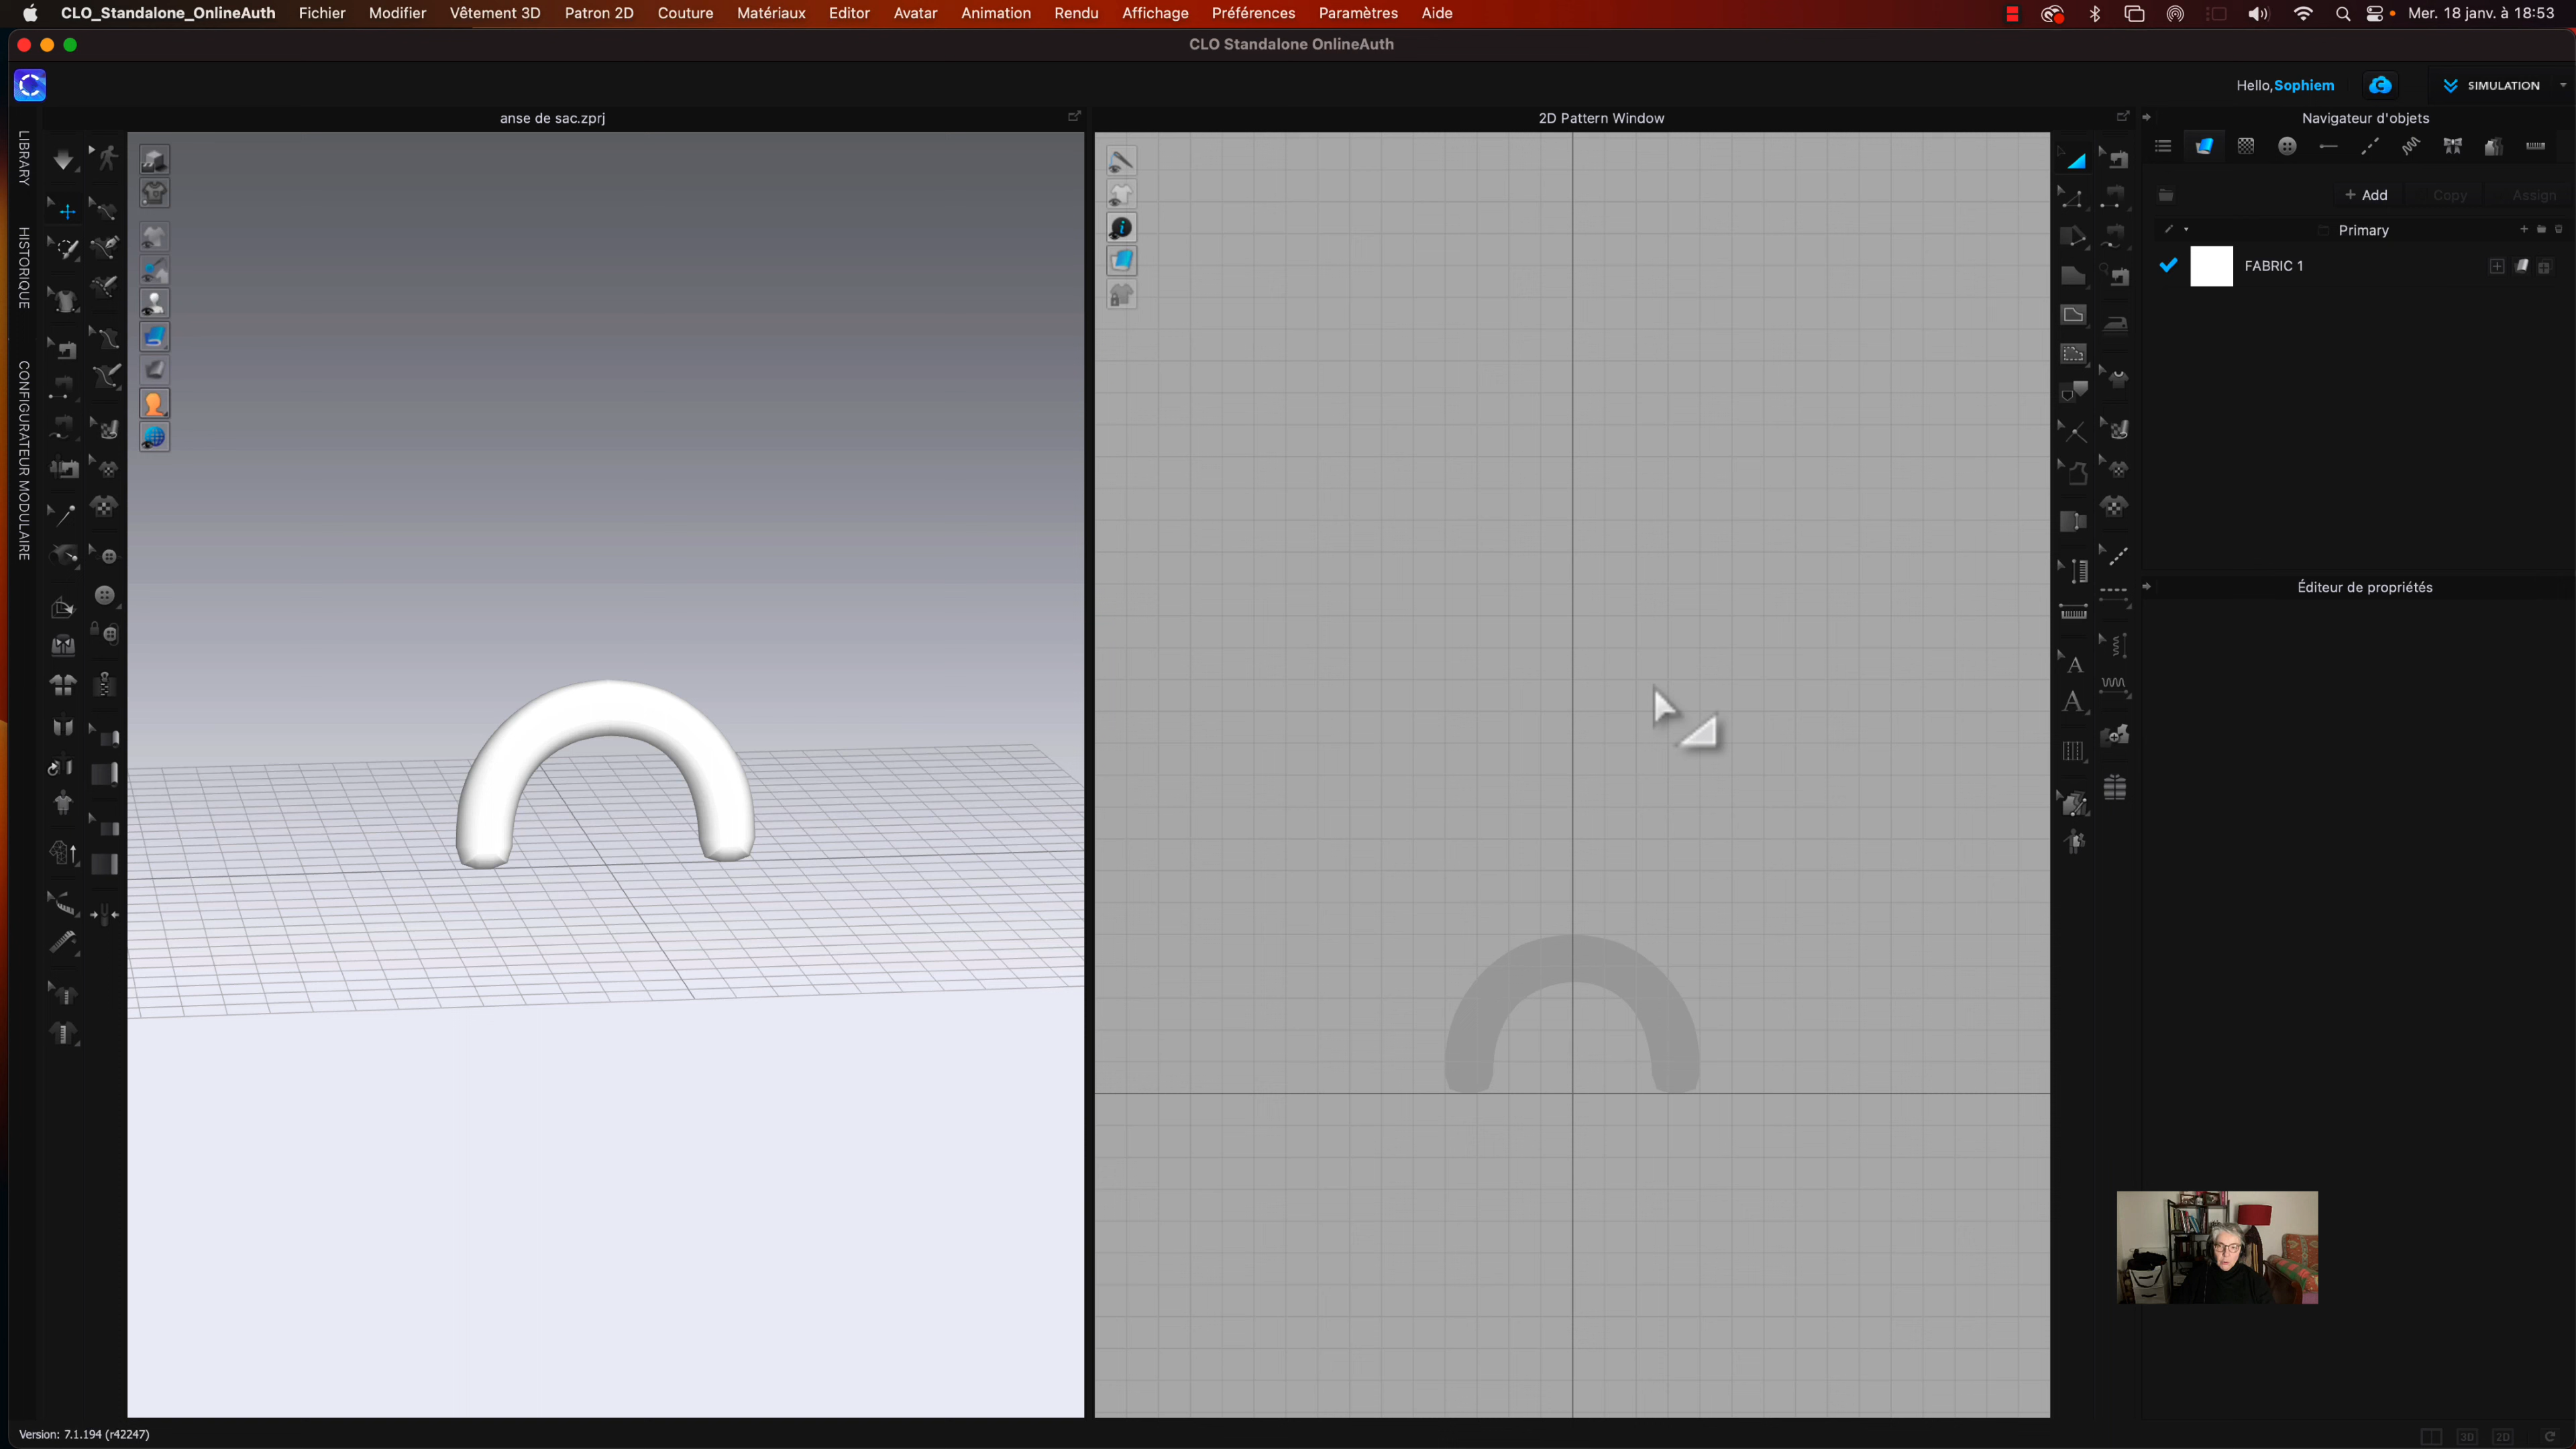 CLO_Standalone_OnlineAuth Fichier Modifier Vêtement 3D Patron 2D Couture Matériaux Editor Avatar Animation Rendu Affichage Préférences Paramètres Aide Mer. 18 janv. à 18:53
CLO Standalone OnlineAuth
Hello,Sophiem SIMULATION
anse de sac.zprj
2D Pattern Window
Navigateur d'objets
LIBRARY
HISTORIQUE
CONFIGURATEUR MODULAIRE
+ Add Copy Assign
Primary
FABRIC 1
Éditeur de propriétés
A
A
Version: 7.1.194 (r42247)
3D 2D